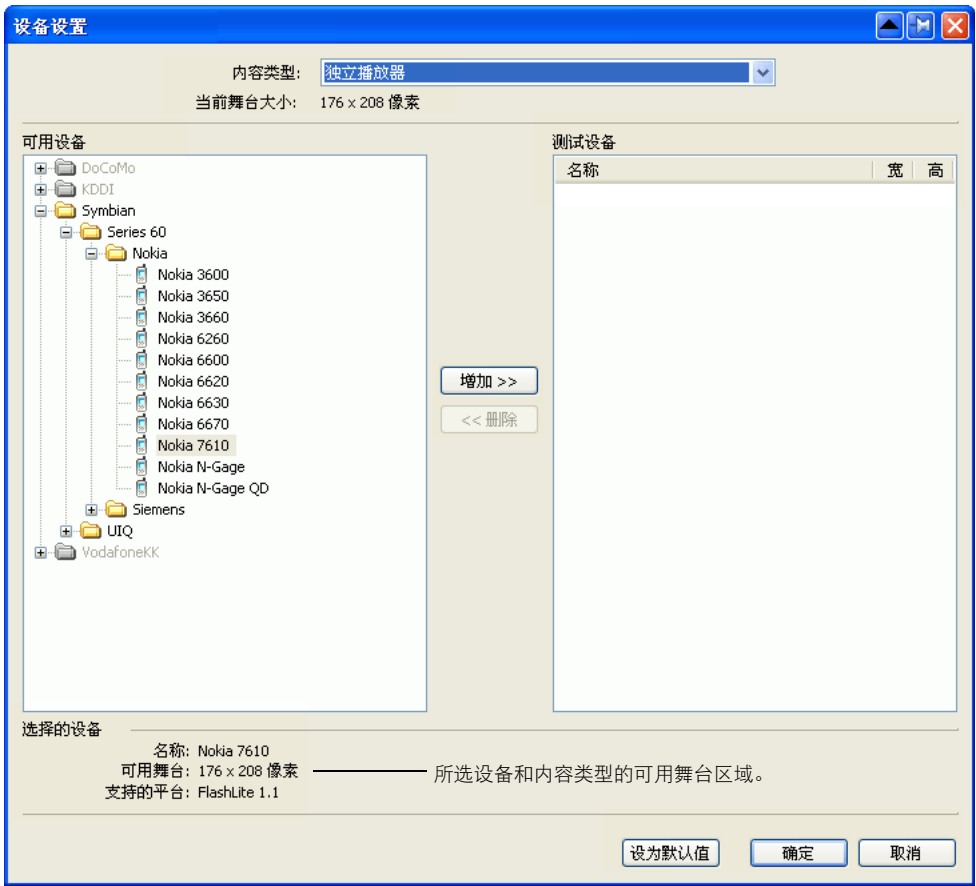 设备设置
内容类型: 独立播放器
当前舞台大小: 176 x 208 像素
可用设备
DoCoMo
KDDI
Symbian
Series 60
Nokia
Nokia 3600
Nokia 3650
Nokia 3660
Nokia 6260
Nokia 6600
Nokia 6620
Nokia 6630
Nokia 6670
Nokia 7610
Nokia N-Gage
Nokia N-Gage QD
Siemens
UIQ
VodafoneKK
增加 >>
<< 删除
测试设备
名称 宽 高
选择的设备
名称: Nokia 7610
可用舞台: 176 x 208 像素
支持的平台: FlashLite 1.1
所选设备和内容类型的可用舞台区域。
设为默认值 确定 取消